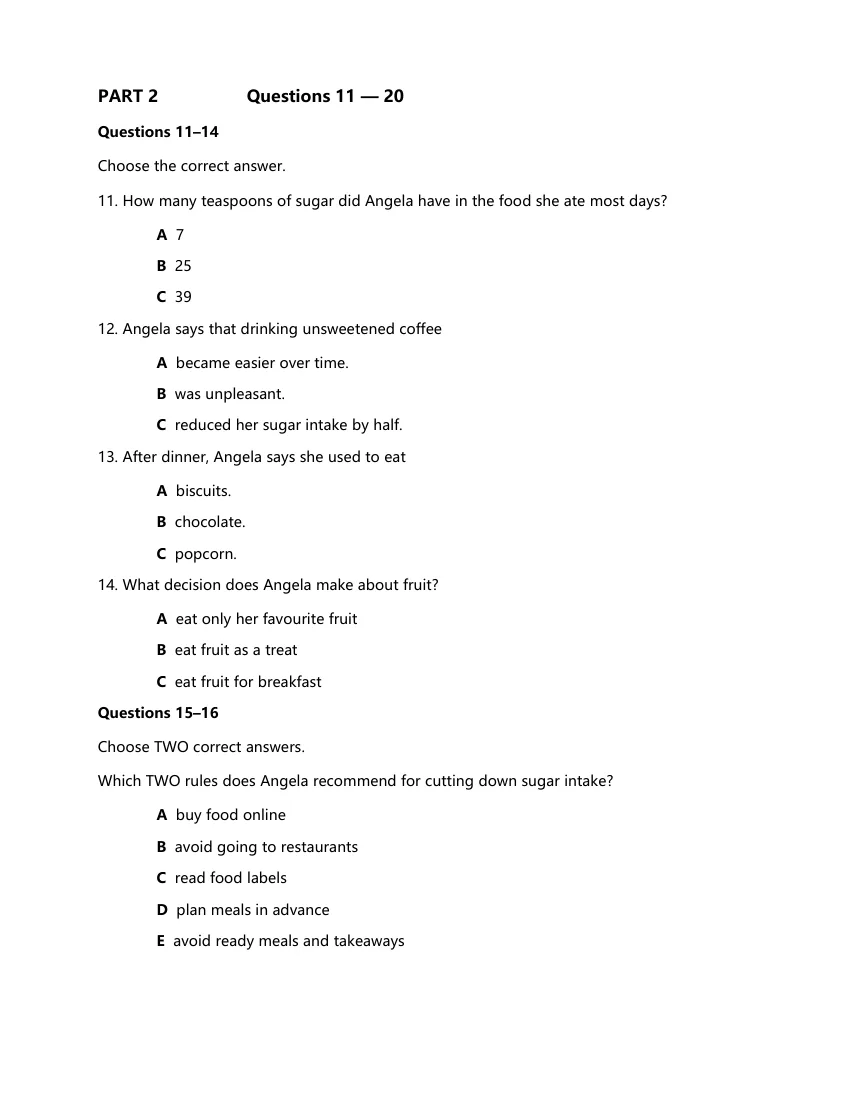 PART 2 Questions 11 — 20
Questions 11–14
Choose the correct answer.
11. How many teaspoons of sugar did Angela have in the food she ate most days?
A 7
B 25
C 39
12. Angela says that drinking unsweetened coffee
A became easier over time.
B was unpleasant.
C reduced her sugar intake by half.
13. After dinner, Angela says she used to eat
A biscuits.
B chocolate.
C popcorn.
14. What decision does Angela make about fruit?
A eat only her favourite fruit
B eat fruit as a treat
C eat fruit for breakfast
Questions 15–16
Choose TWO correct answers.
Which TWO rules does Angela recommend for cutting down sugar intake?
A buy food online
B avoid going to restaurants
C read food labels
D plan meals in advance
E avoid ready meals and takeaways